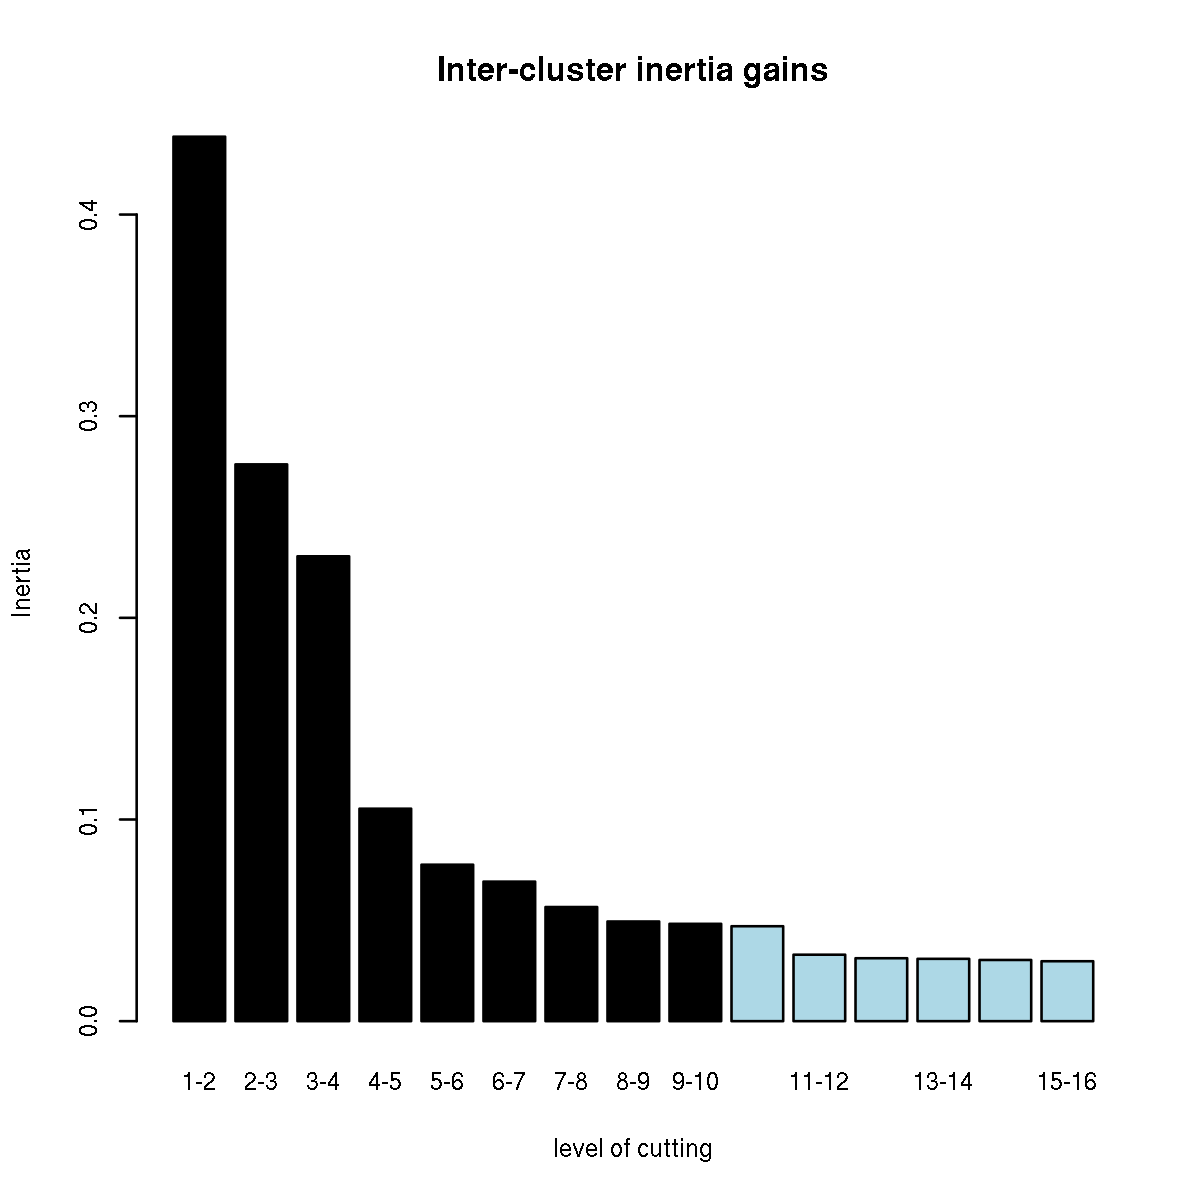 Inter-cluster inertia gains
Inertia
0.4
0.3
0.2
0.1
0.0
1-2 2-3 3-4 4-5 5-6 6-7 7-8 8-9 9-10 11-12 13-14 15-16
level of cutting